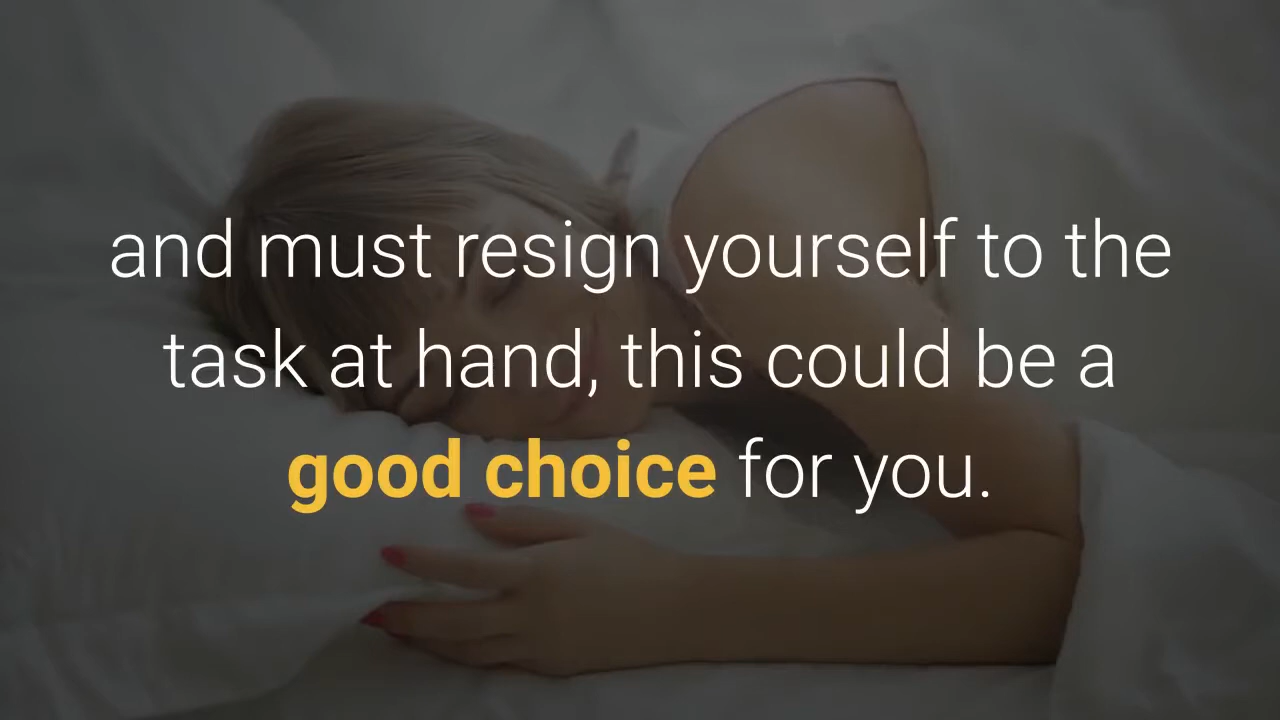 and must resign yourself to the
task at hand, this could be a
good choice for you.